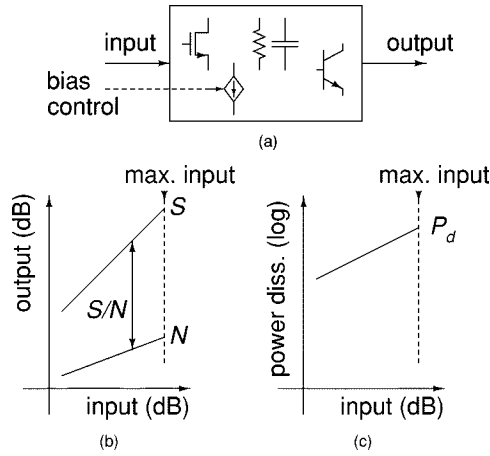 input
output
bias
control
(a)
max. input
S
S/N
N
output (dB)
input (dB)
(b)
max. input
P_d
power diss. (log)
input (dB)
(c)